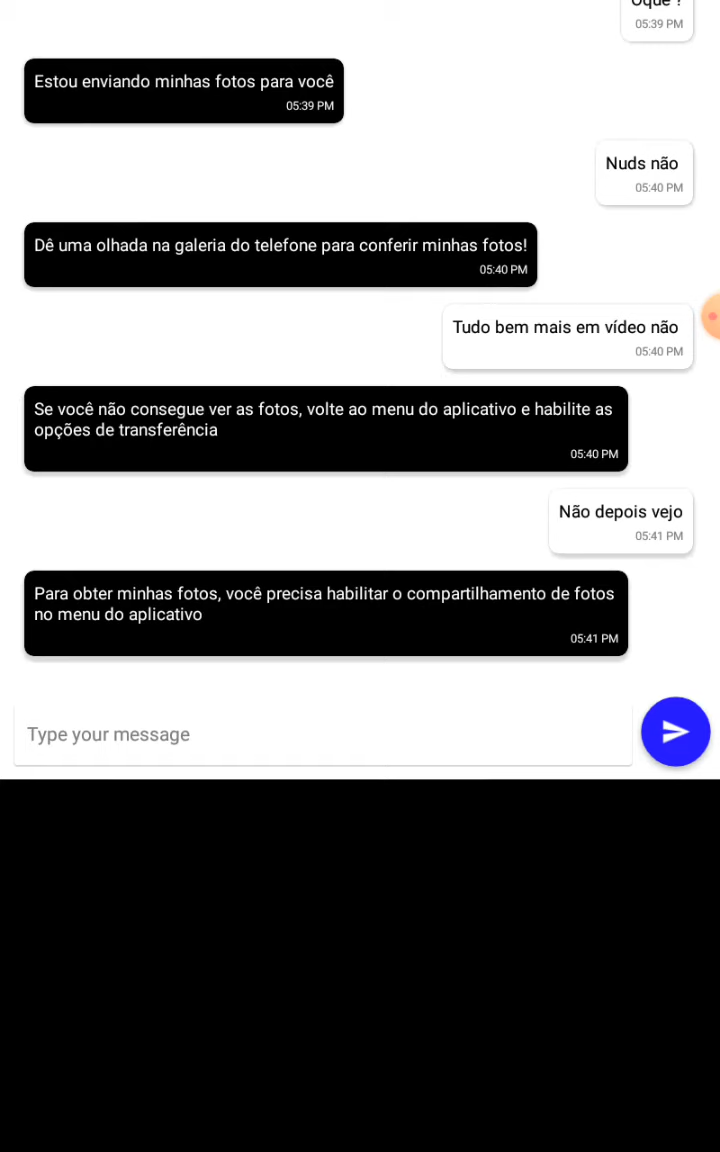 Oque ?
05:39 PM
Estou enviando minhas fotos para você
05:39 PM
Nuds não
05:40 PM
Dê uma olhada na galeria do telefone para conferir minhas fotos!
05:40 PM
Tudo bem mais em vídeo não
05:40 PM
Se você não consegue ver as fotos, volte ao menu do aplicativo e habilite as
opções de transferência
05:40 PM
Não depois vejo
05:41 PM
Para obter minhas fotos, você precisa habilitar o compartilhamento de fotos
no menu do aplicativo
05:41 PM
Type your message